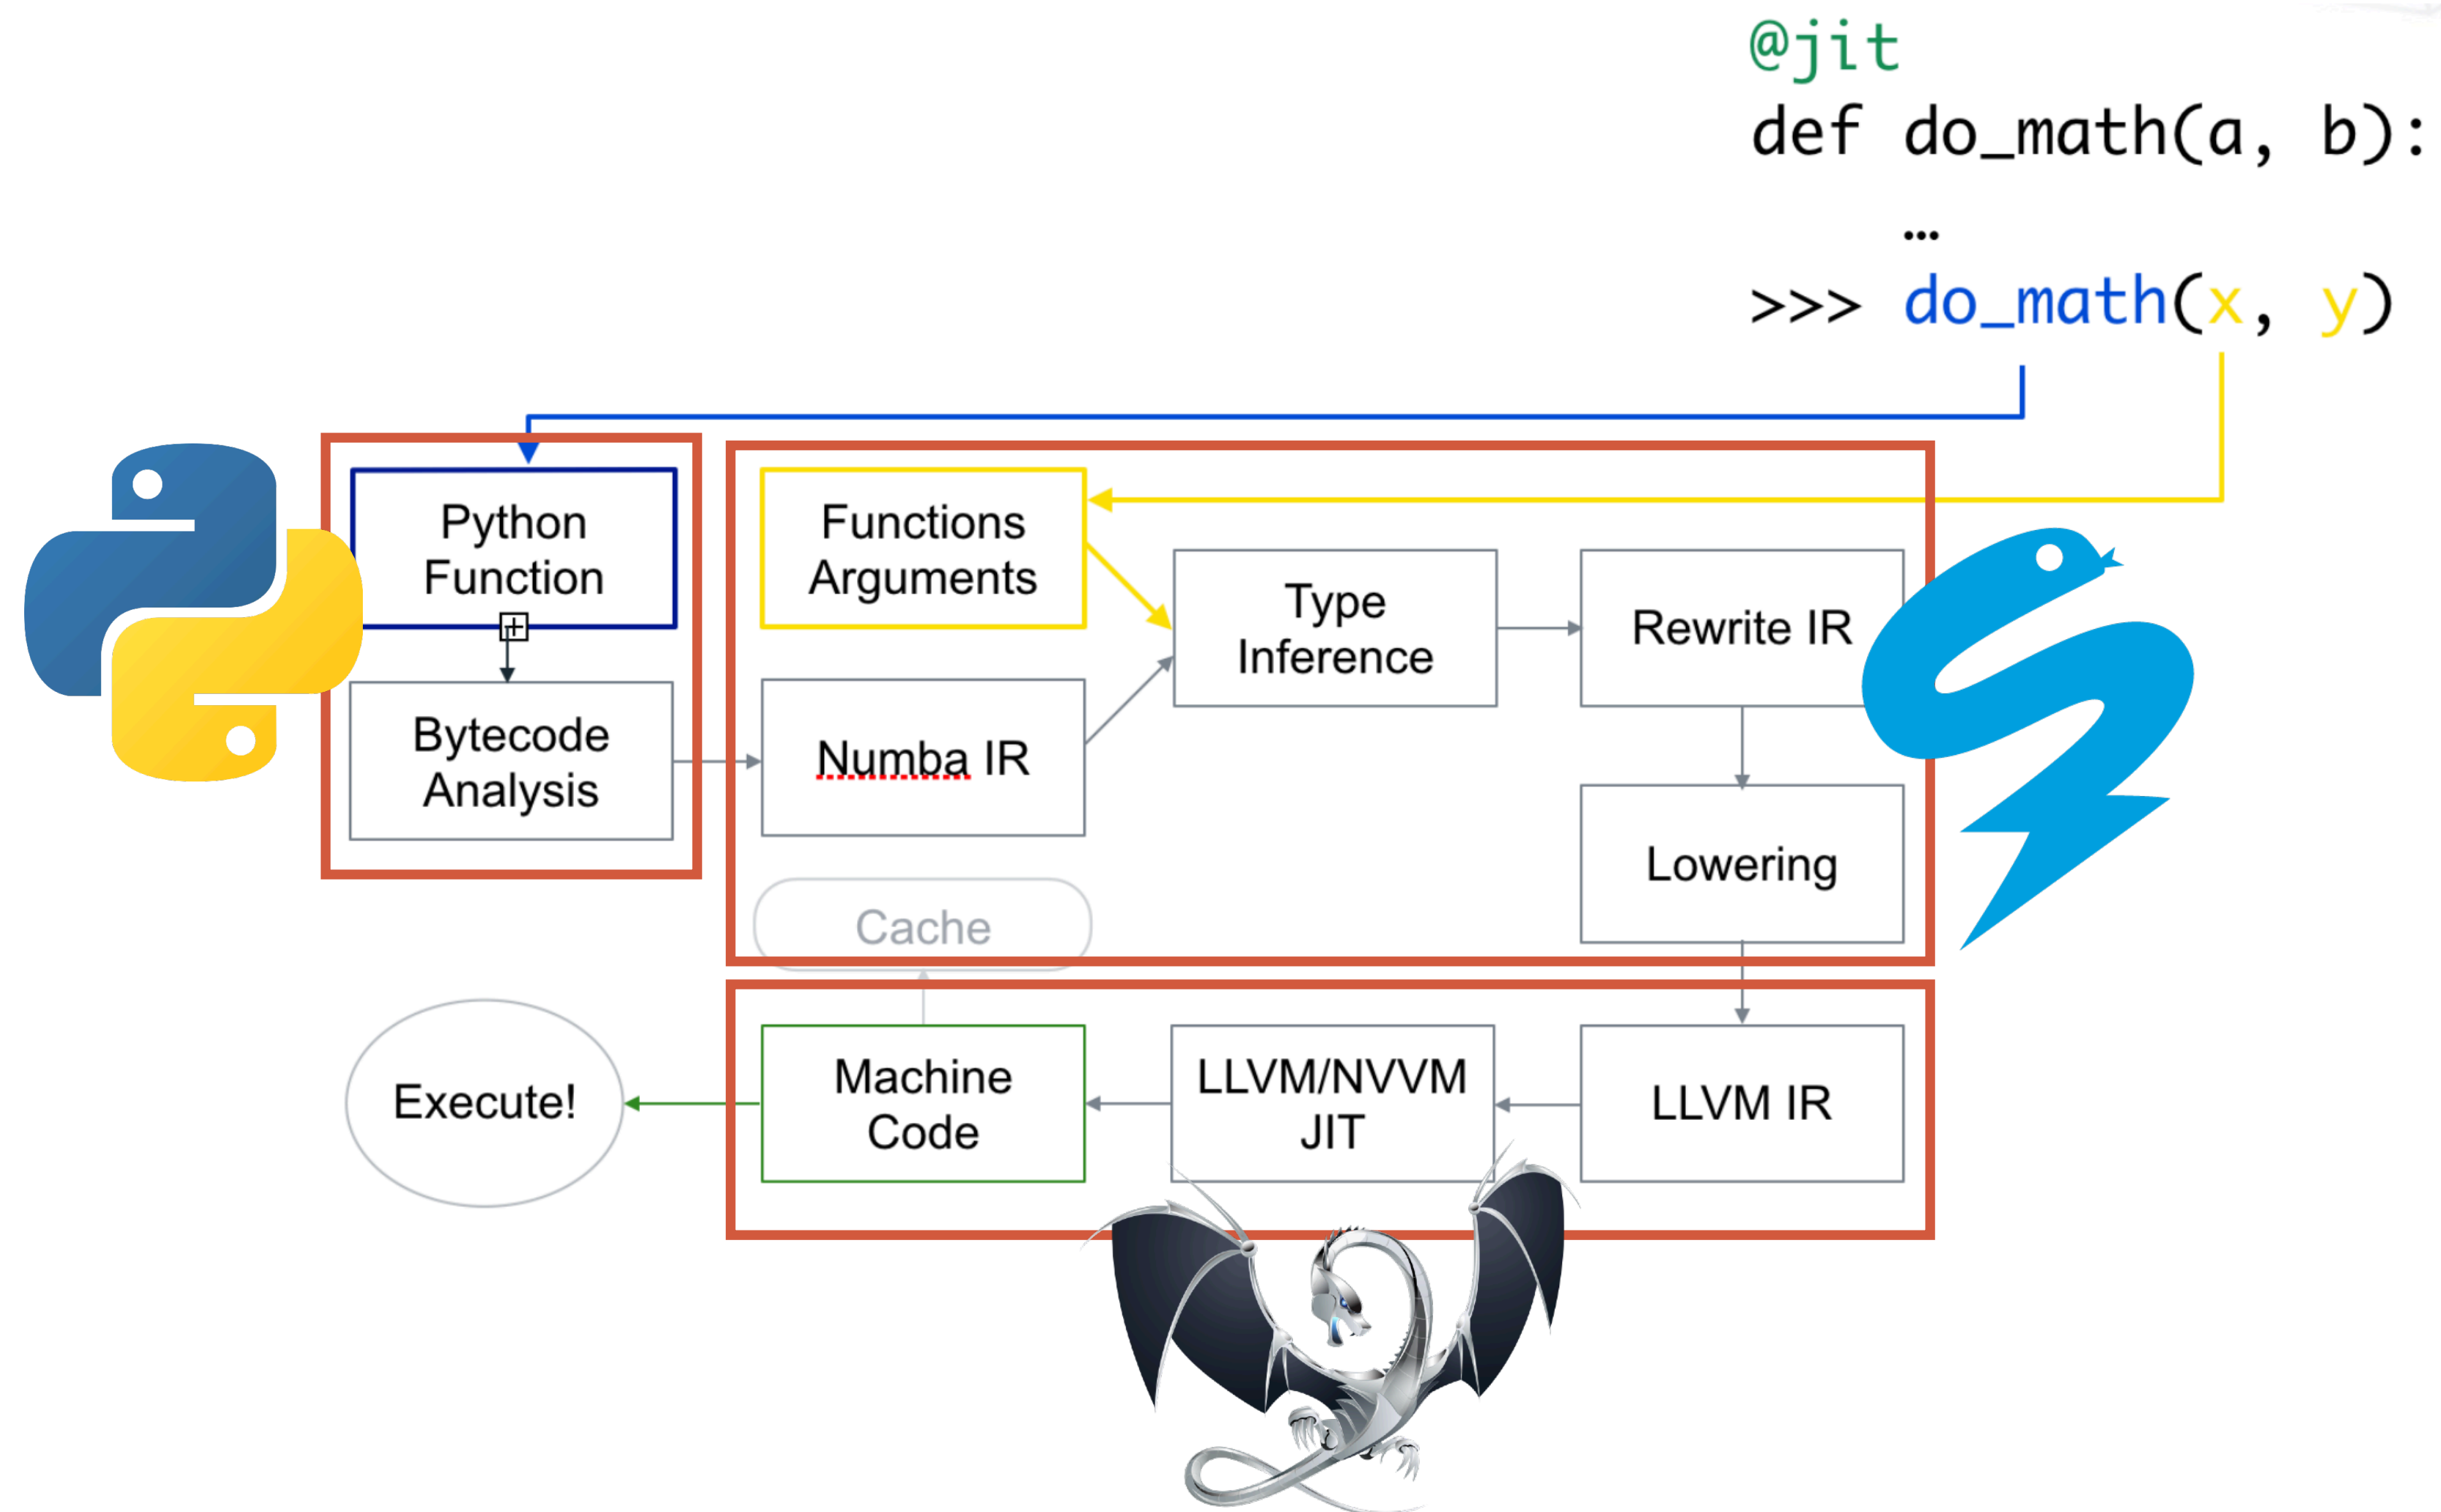 @jit
def do_math(a, b):
…
>>> do_math(x, y)
Python
Function
Functions
Arguments
Type
Inference
Rewrite IR
Bytecode
Analysis
Numba IR
Lowering
Cache
Execute!
Machine
Code
LLVM/NVVM
JIT
LLVM IR